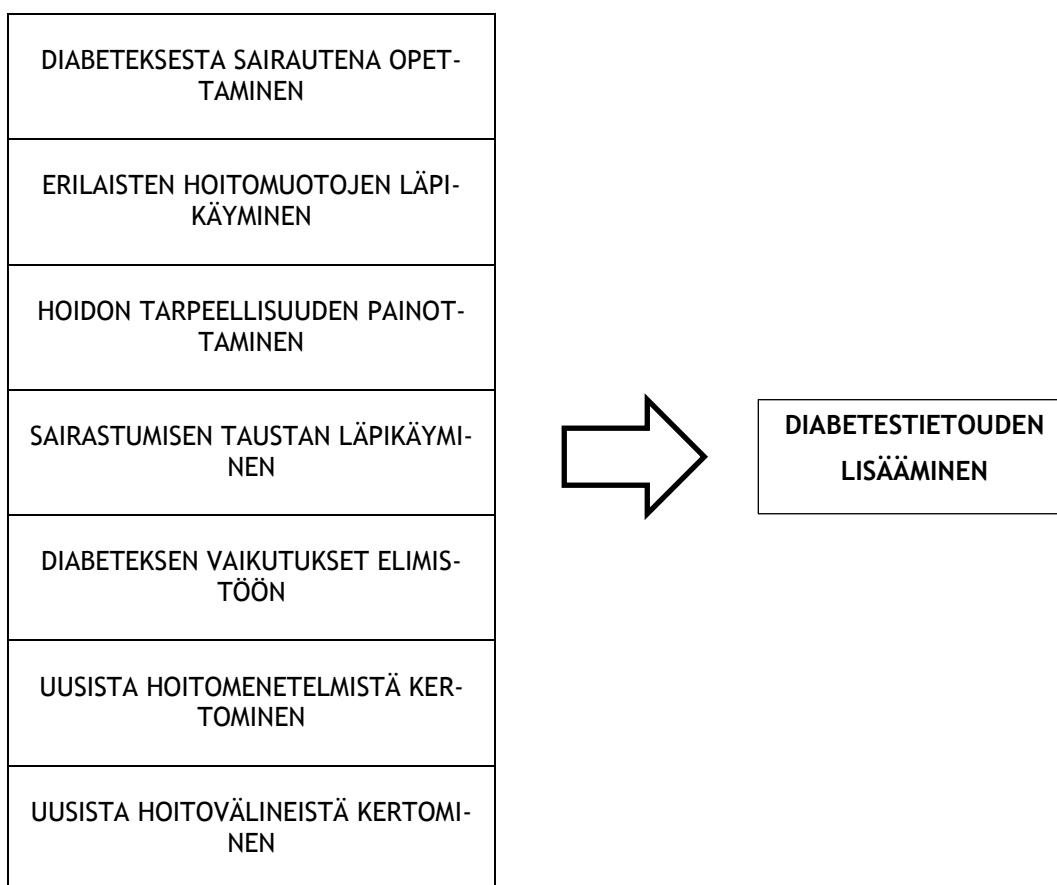 DIABETEKSESTA SAIRAUTENA OPET-
TAMINEN
ERILAISTEN HOITOMUOTOJEN LÄPI-
KÄYMINEN
HOIDON TARPEELLISUUDEN PAINOT-
TAMINEN
SAIRASTUMISEN TAUSTAN LÄPIKÄYMI-
NEN
DIABETEKSEN VAIKUTUKSET ELIMIS-
TÖÖN
UUSISTA HOITOMENETELMISTÄ KER-
TOMINEN
UUSISTA HOITOVÄLINEISTÄ KERTOMI-
NEN
DIABETESTIETOUDEN
LISÄÄMINEN